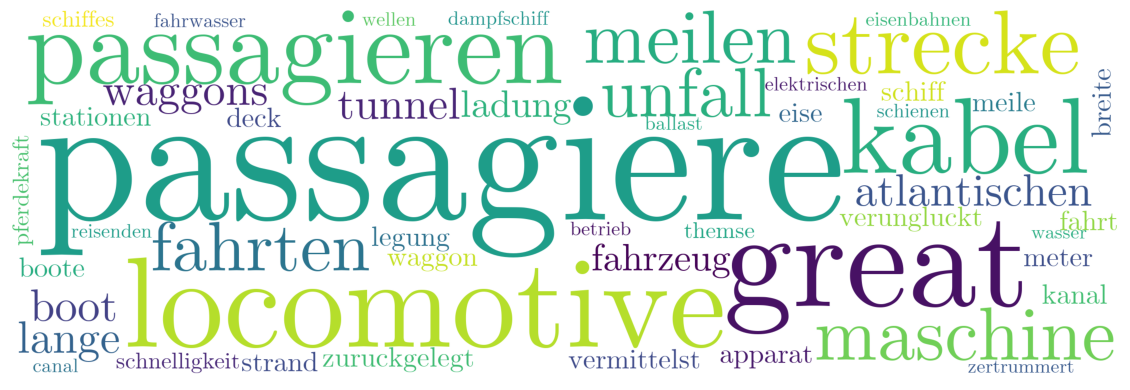 schiffes fahrwasser wellen dampfschiff eisenbahnen
passagieren meilen strecke
waggons tunnel ladung unfall elektrischen schiff meile breite
stationen deck ballast eise schienen
pferdekraft passagiere kabel
atlantischen
reisenden fahrten legung betrieb themse verungluckt fahrt
boote waggon fahrzeug great wasser meter
boot locomotive kanal
lange maschine
canal schnelligkeit strand zuruckgelegt vermittelst apparat zertrummert